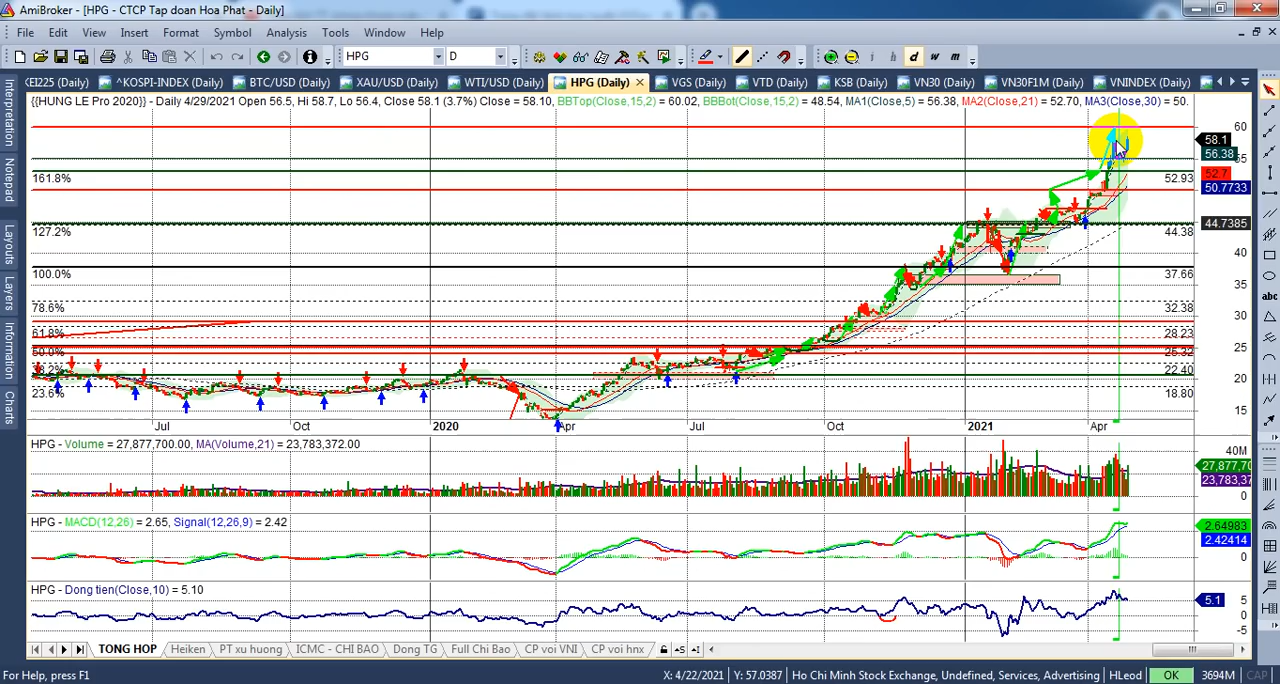 AmiBroker - [HPG - CTCP Tap doan Hoa Phat - Daily]
File Edit View Insert Format Symbol Analysis Tools Window Help
HPG D i h d w m
KEI225 (Daily) ^KOSPI-INDEX (Daily) BTC/USD (Daily) XAU/USD (Daily) WTI/USD (Daily) HPG (Daily) VGS (Daily) VTD (Daily) KSB (Daily) VN30 (Daily) VN30F1M (Daily) VNINDEX (Daily)
{{HUNG LE Pro 2020}} - Daily 4/29/2021 Open 56.5, Hi 58.7, Lo 56.4, Close 58.1 (3.7%) Close = 58.10, BBTop(Close,15,2) = 60.02, BBBot(Close,15,2) = 48.54, MA1(Close,5) = 56.38, MA2(Close,21) = 52.70, MA3(Close,30) = 50.
Interpretation
Notepad
Layouts
Layers
Information
Charts
abc
60
58.1
56.38
55
161.8% 52.93
52.7
50.7733
44.7385
127.2% 44.38
40
100.0% 37.66
35
78.6% 32.38
30
61.8% 28.23
50.0% 25.32
25
38.2% 22.40
20
23.6% 18.80
15
Jul Oct 2020 Apr Jul Oct 2021 Apr
HPG - Volume = 27,877,700.00, MA(Volume,21) = 23,783,372.00
40M
27,877,70
23,783,37
0
HPG - MACD(12,26) = 2.65, Signal(12,26,9) = 2.42
2.64983
2.42414
0
HPG - Dong tien(Close,10) = 5.10
5.1
5
0
-5
TONG HOP Heiken PT xu huong ICMC - CHI BAO Dong TG Full Chi Bao CP voi VNI CP voi hnx
For Help, press F1 X: 4/22/2021 Y: 57.0387 Ho Chi Minh Stock Exchange, Undefined, Services, Advertising HLeod OK 3694M CAP